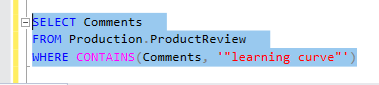 SELECT Comments
FROM Production.ProductReview
WHERE CONTAINS(Comments, '"learning curve"')